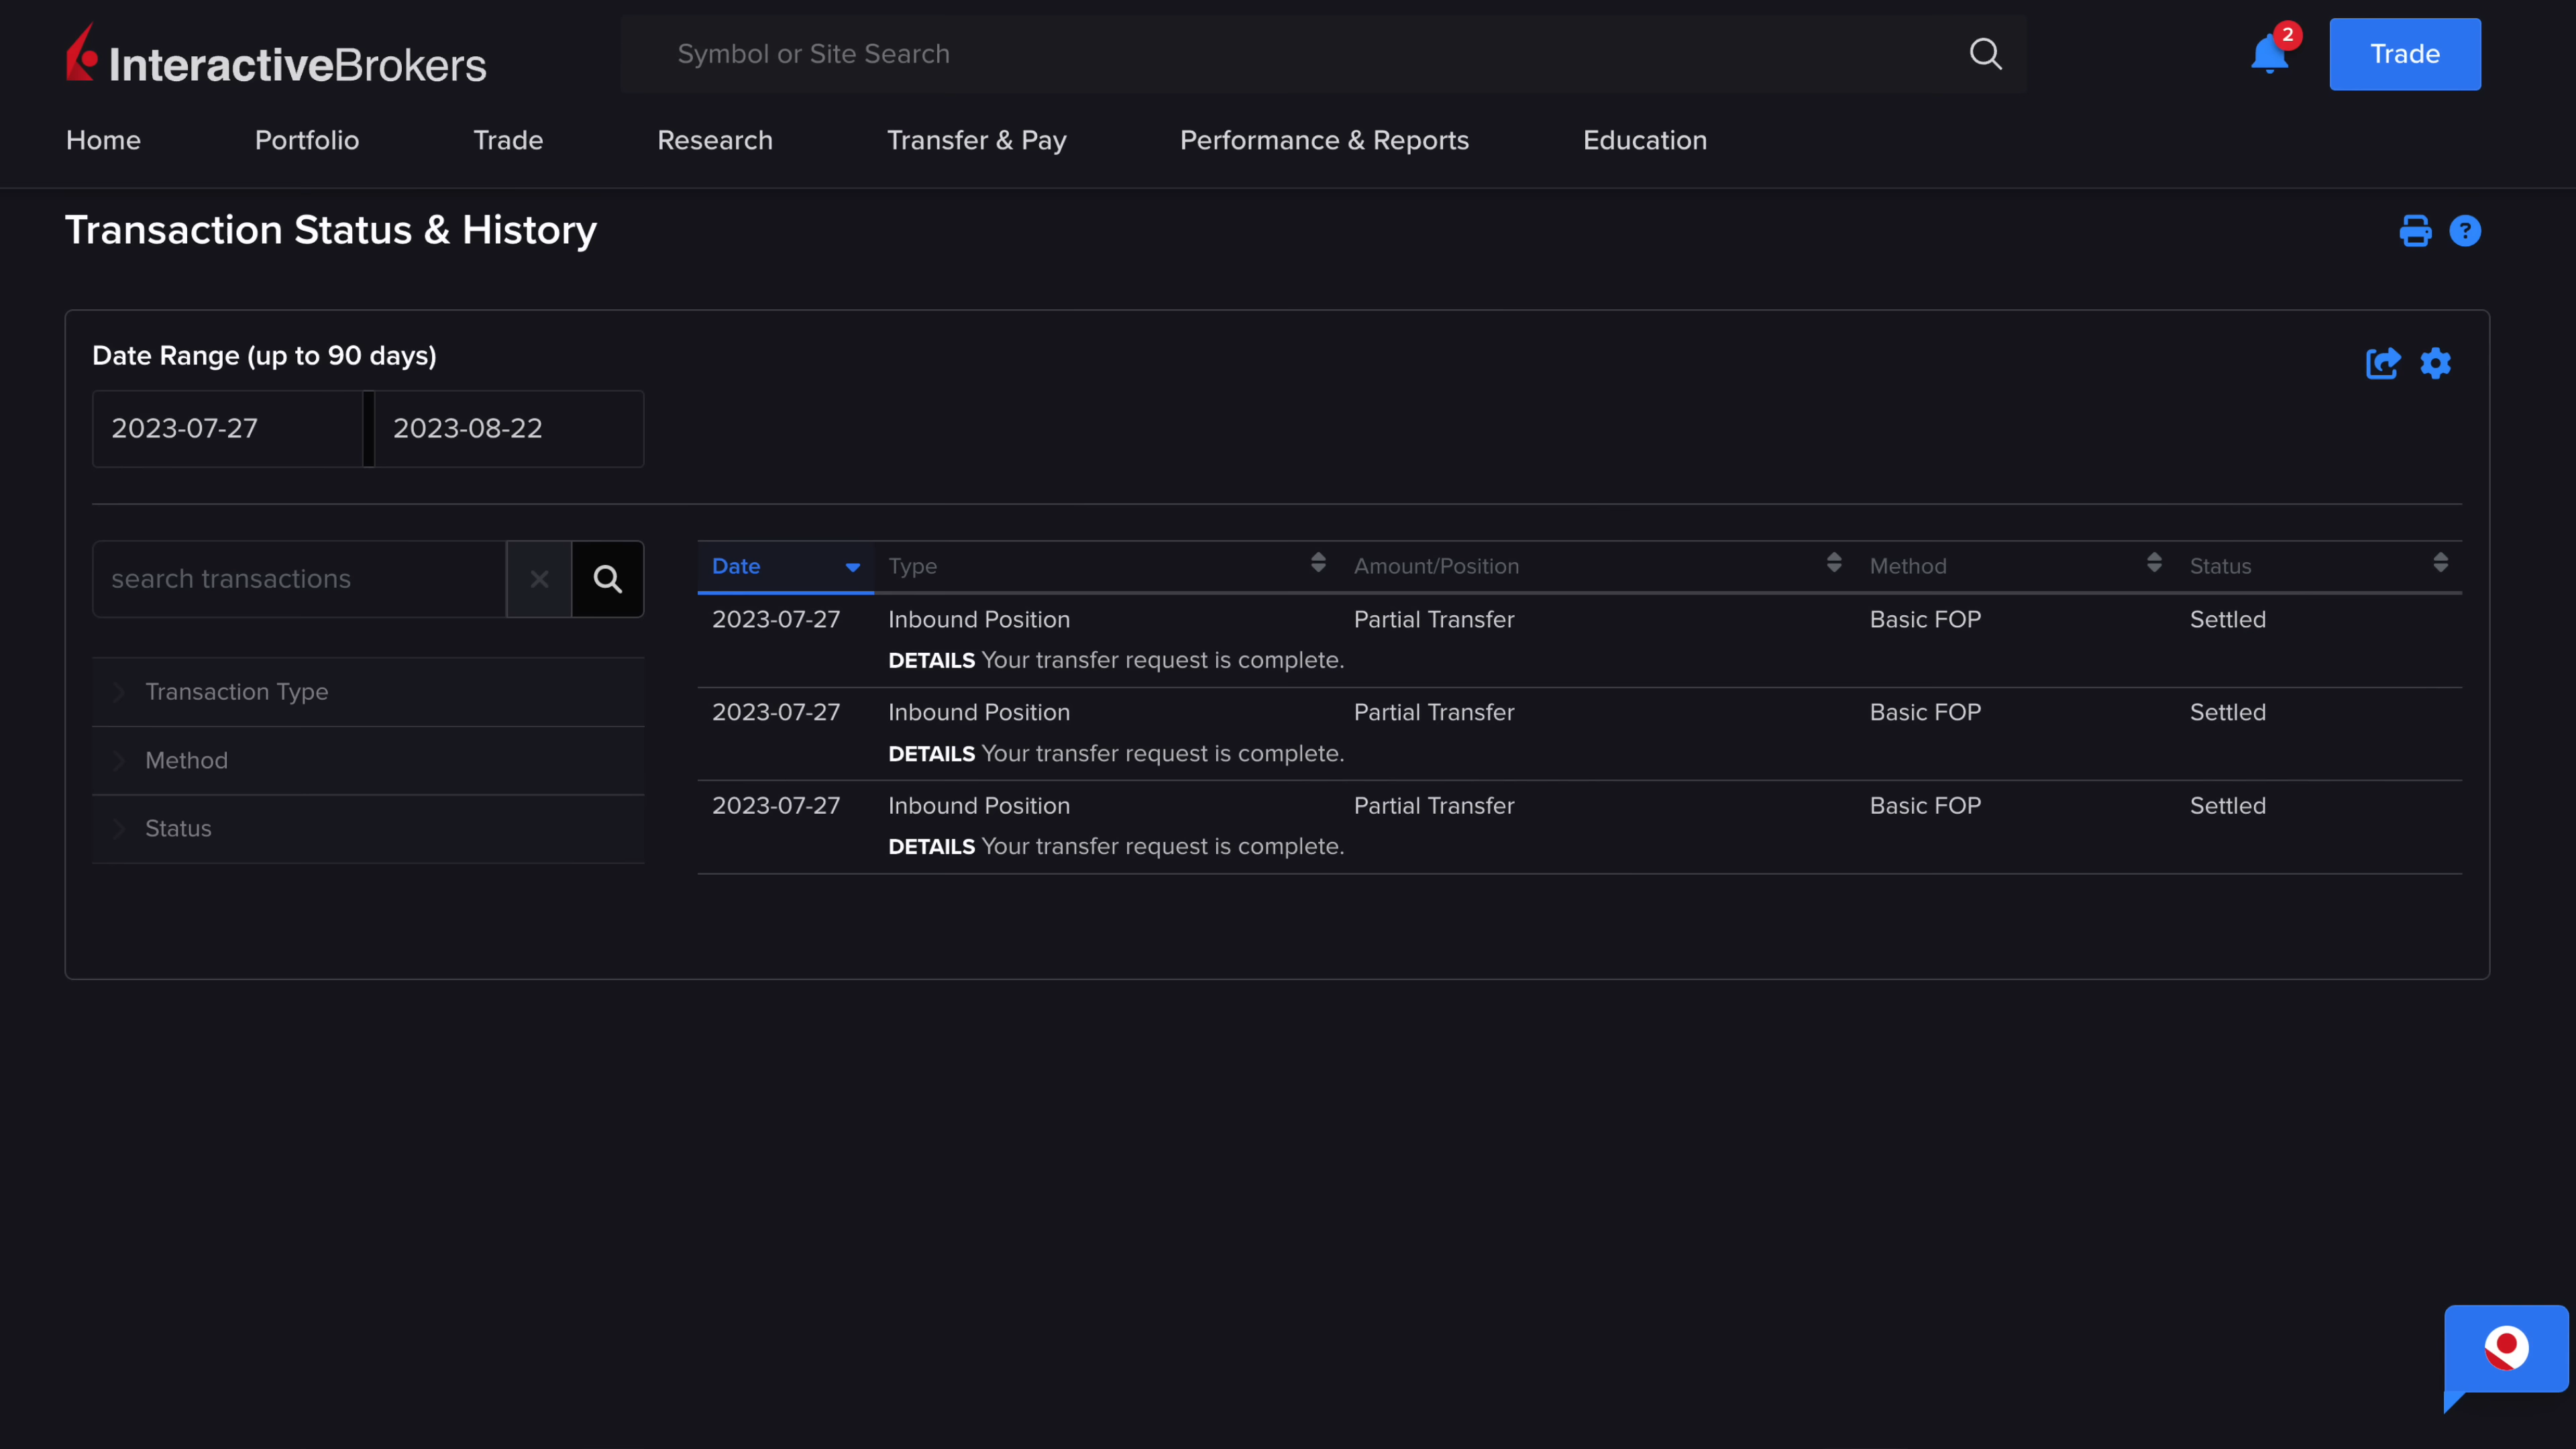 InteractiveBrokers
Symbol or Site Search
2
Trade
Home Portfolio Trade Research Transfer & Pay Performance & Reports Education
Transaction Status & History
?
Date Range (up to 90 days)
2023-07-27 2023-08-22
search transactions
Transaction Type
Method
Status
Date Type Amount/Position Method Status
2023-07-27 Inbound Position Partial Transfer Basic FOP Settled
DETAILS Your transfer request is complete.
2023-07-27 Inbound Position Partial Transfer Basic FOP Settled
DETAILS Your transfer request is complete.
2023-07-27 Inbound Position Partial Transfer Basic FOP Settled
DETAILS Your transfer request is complete.